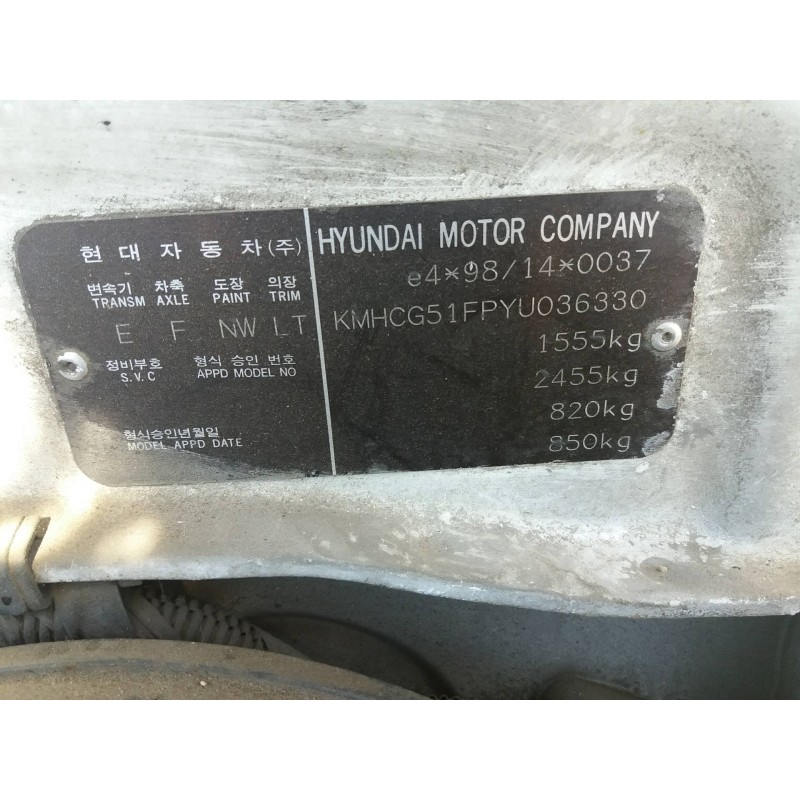 현대자동차(주)
변속기 차축 도장 의장
TRANSM AXLE PAINT TRIM
E F NW LT
정비부호 형식 승인 번호
S.V.C APPD MODEL NO
형식승인년월일
MODEL APPD DATE
HYUNDAI MOTOR COMPANY
e4*98/14*0037
KMHCG51FPYU036330
1555kg
2455kg
820kg
850kg